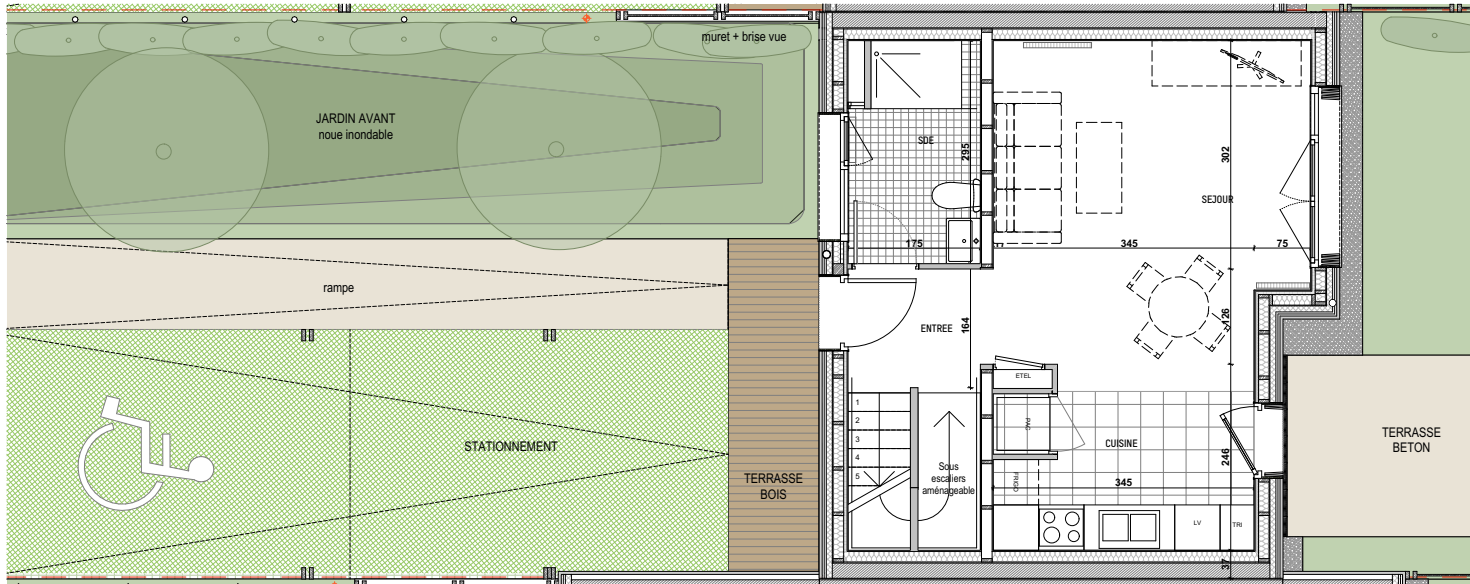 muret + brise vue
JARDIN AVANT
noue inondable
SDE
295
302
SEJOUR
175
345
75
rampe
ENTREE
164
126
ETEL
1
2
3
4
5
PAC
CUISINE
STATIONNEMENT
TERRASSE
BETON
246
TERRASSE
BOIS
Sous
escaliers
aménageable
FRIGO
345
LV
TRI
37